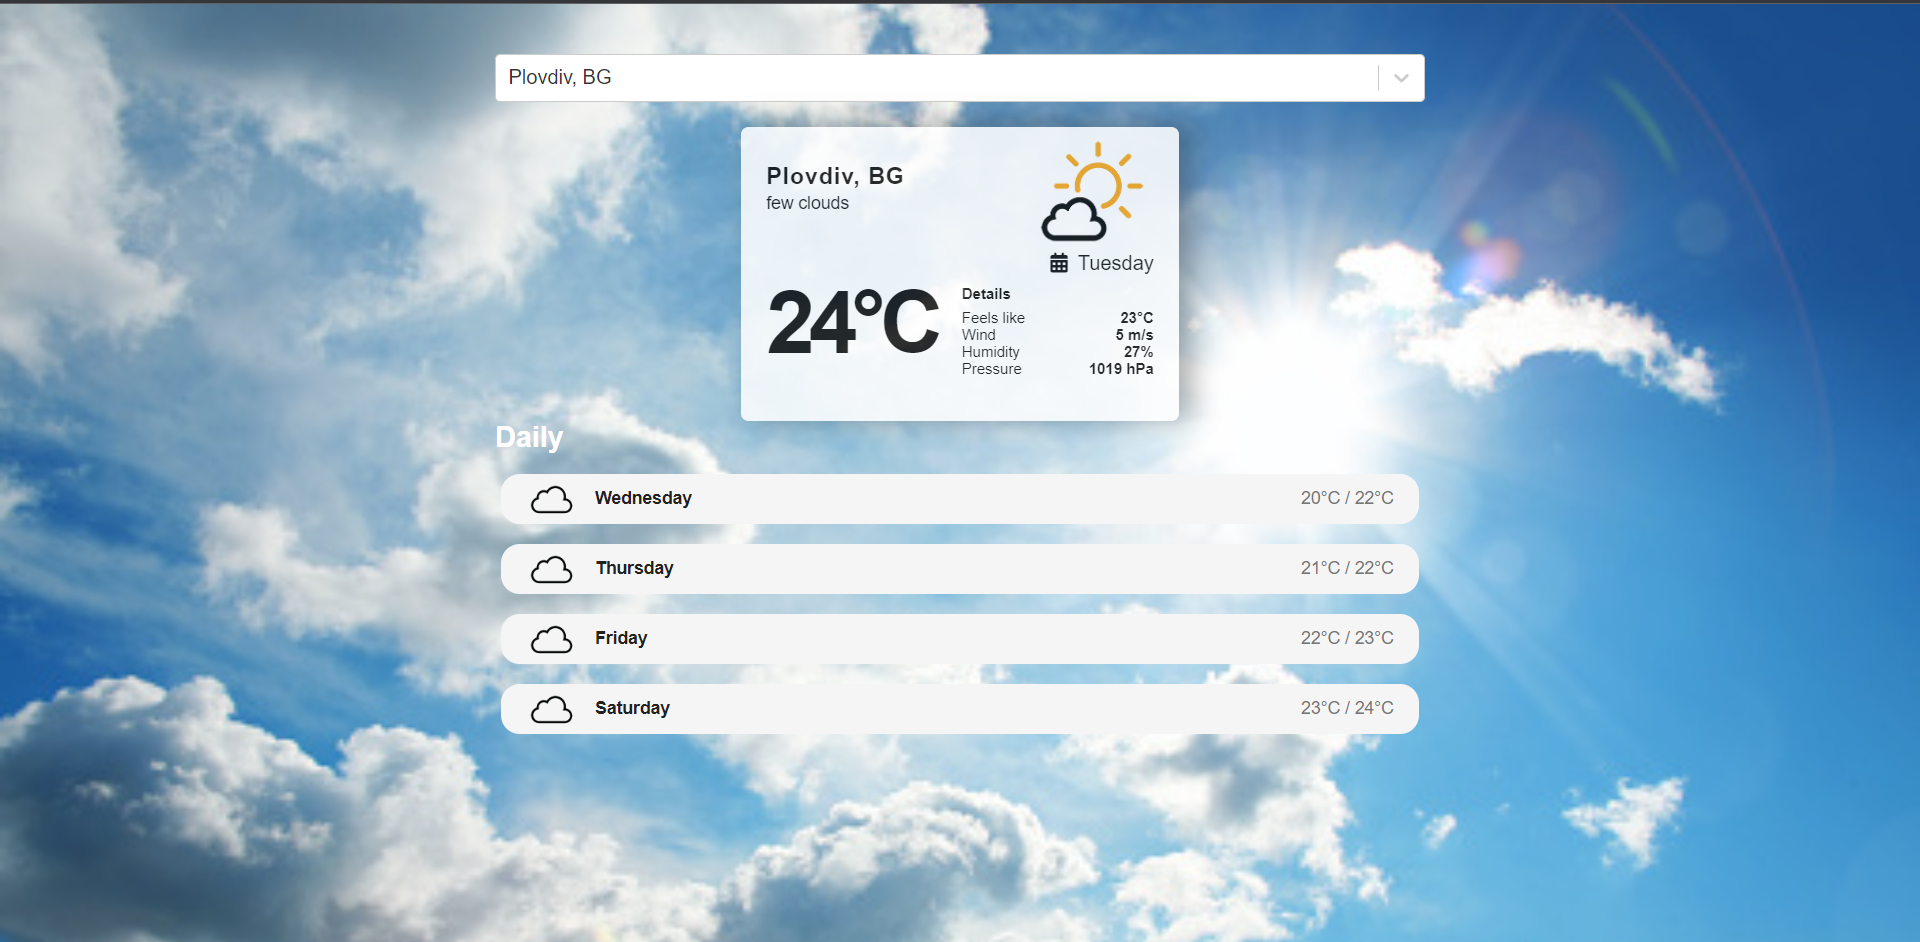 Plovdiv, BG
Plovdiv, BG
few clouds
Tuesday
24°C
Details
Feels like 23°C
Wind 5 m/s
Humidity 27%
Pressure 1019 hPa
Daily
Wednesday 20°C / 22°C
Thursday 21°C / 22°C
Friday 22°C / 23°C
Saturday 23°C / 24°C